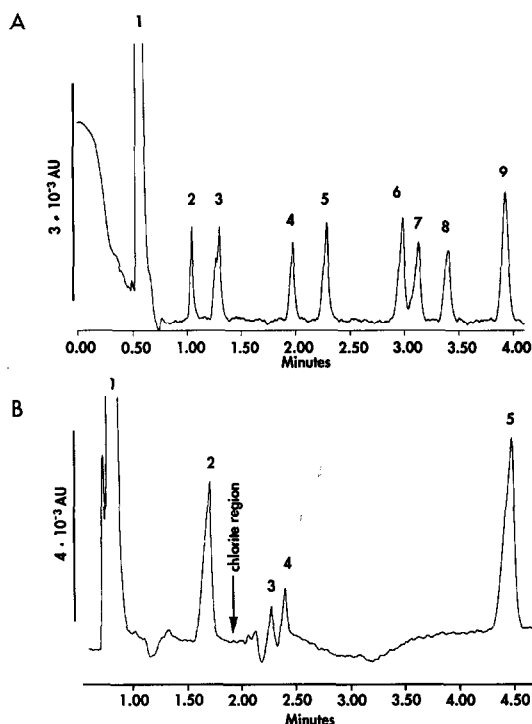 A
1
2 3 4 5 6 7 8 9
3 * 10⁻³ AU
0.00 0.50 1.00 1.50 2.00 2.50 3.00 3.50 4.00
Minutes
B
1
2
3
4
5
chlorite region
4 * 10⁻³ AU
1.00 1.50 2.00 2.50 3.00 3.50 4.00 4.50
Minutes